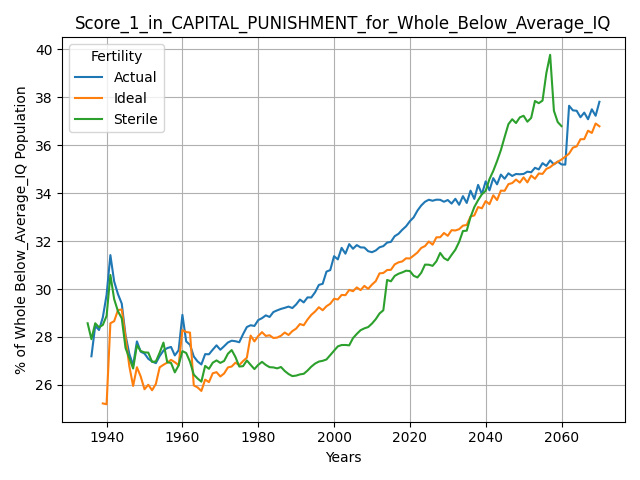 Score_1_in_CAPITAL_PUNISHMENT_for_Whole_Below_Average_IQ
Fertility
Actual
Ideal
Sterile
% of Whole Below_Average_IQ Population
40
38
36
34
32
30
28
26
1940 1960 1980 2000 2020 2040 2060
Years